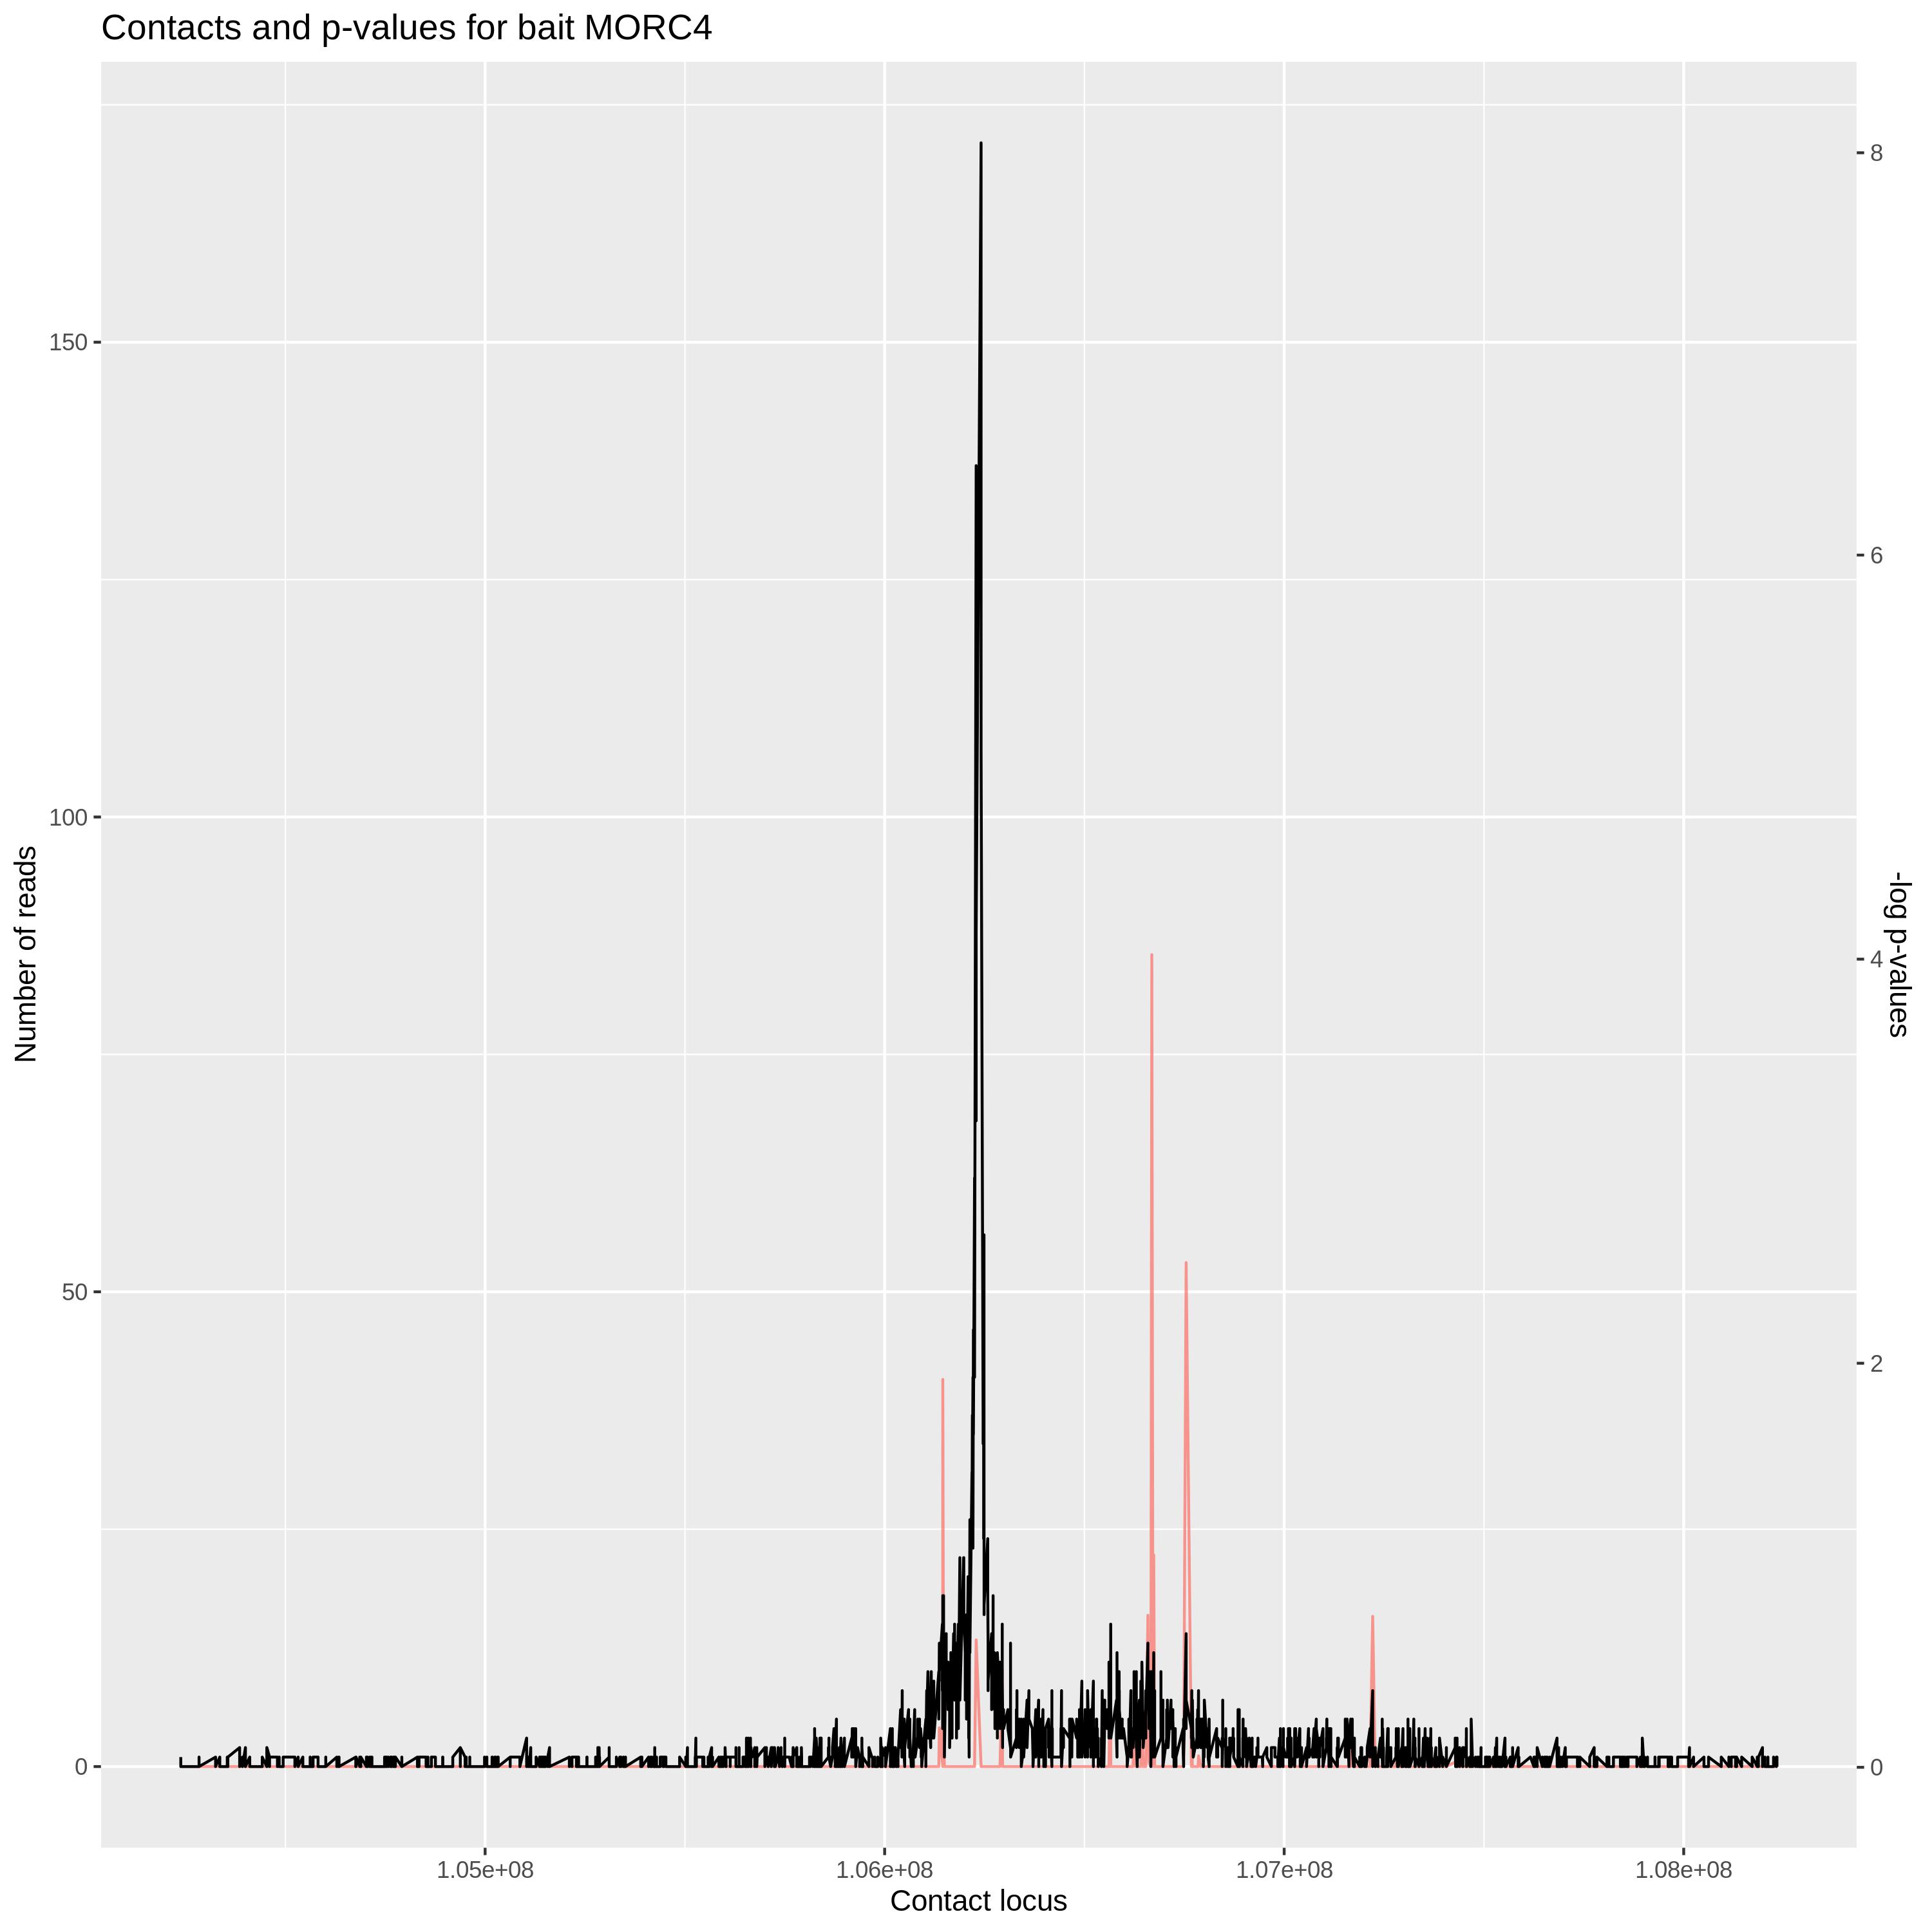 Contacts and p-values for bait MORC4
Number of reads
150
100
50
0
8
6
4
2
0
-log p-values
1.05e+08 1.06e+08 1.07e+08 1.08e+08
Contact locus